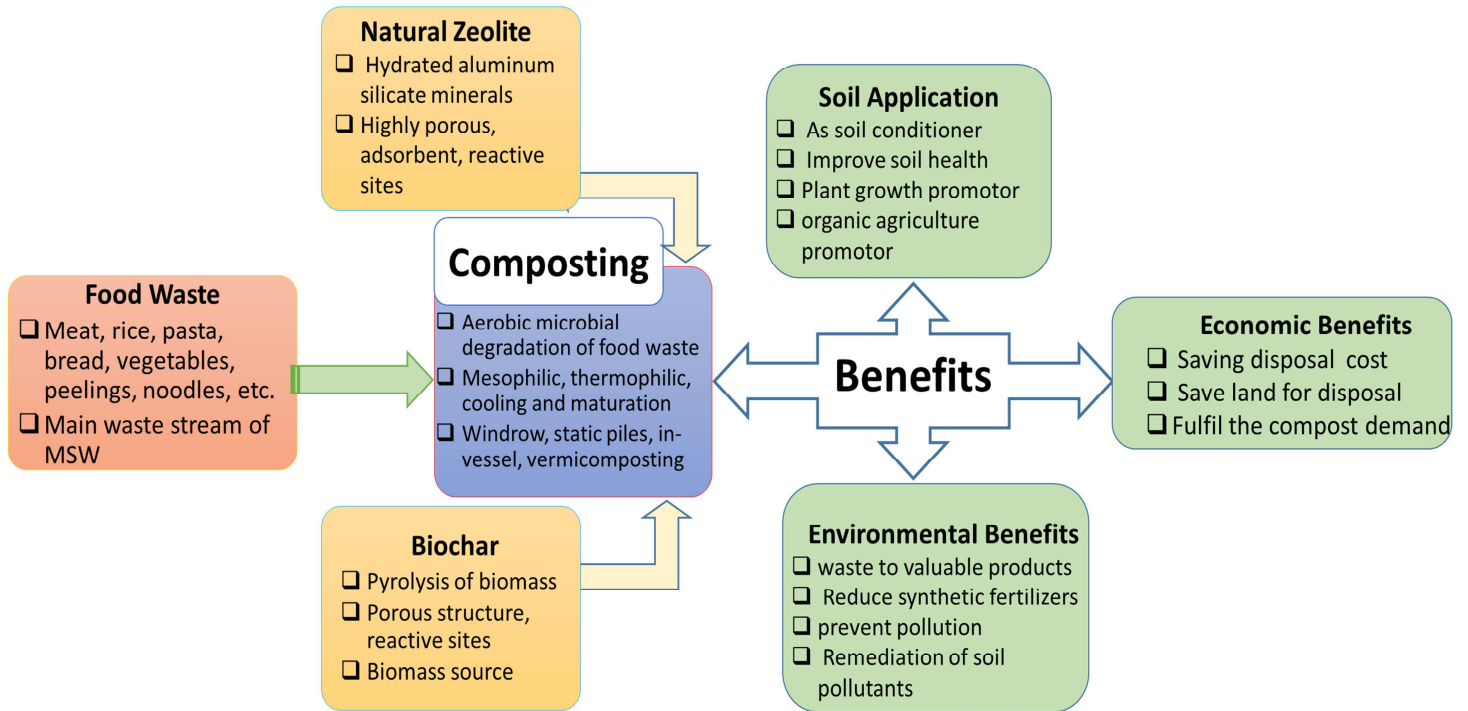 Natural Zeolite
❑ Hydrated aluminum
silicate minerals
❑ Highly porous,
adsorbent, reactive
sites
Food Waste
❑ Meat, rice, pasta,
bread, vegetables,
peelings, noodles, etc.
❑ Main waste stream of
MSW
Composting
❑ Aerobic microbial
degradation of food waste
❑ Mesophilic, thermophilic,
cooling and maturation
❑ Windrow, static piles, in-
vessel, vermicomposting
Biochar
❑ Pyrolysis of biomass
❑ Porous structure,
reactive sites
❑ Biomass source
Benefits
Soil Application
❑ As soil conditioner
❑ Improve soil health
❑ Plant growth promotor
❑ organic agriculture
promotor
Economic Benefits
❑ Saving disposal cost
❑ Save land for disposal
❑ Fulfil the compost demand
Environmental Benefits
❑ waste to valuable products
❑ Reduce synthetic fertilizers
❑ prevent pollution
❑ Remediation of soil
pollutants